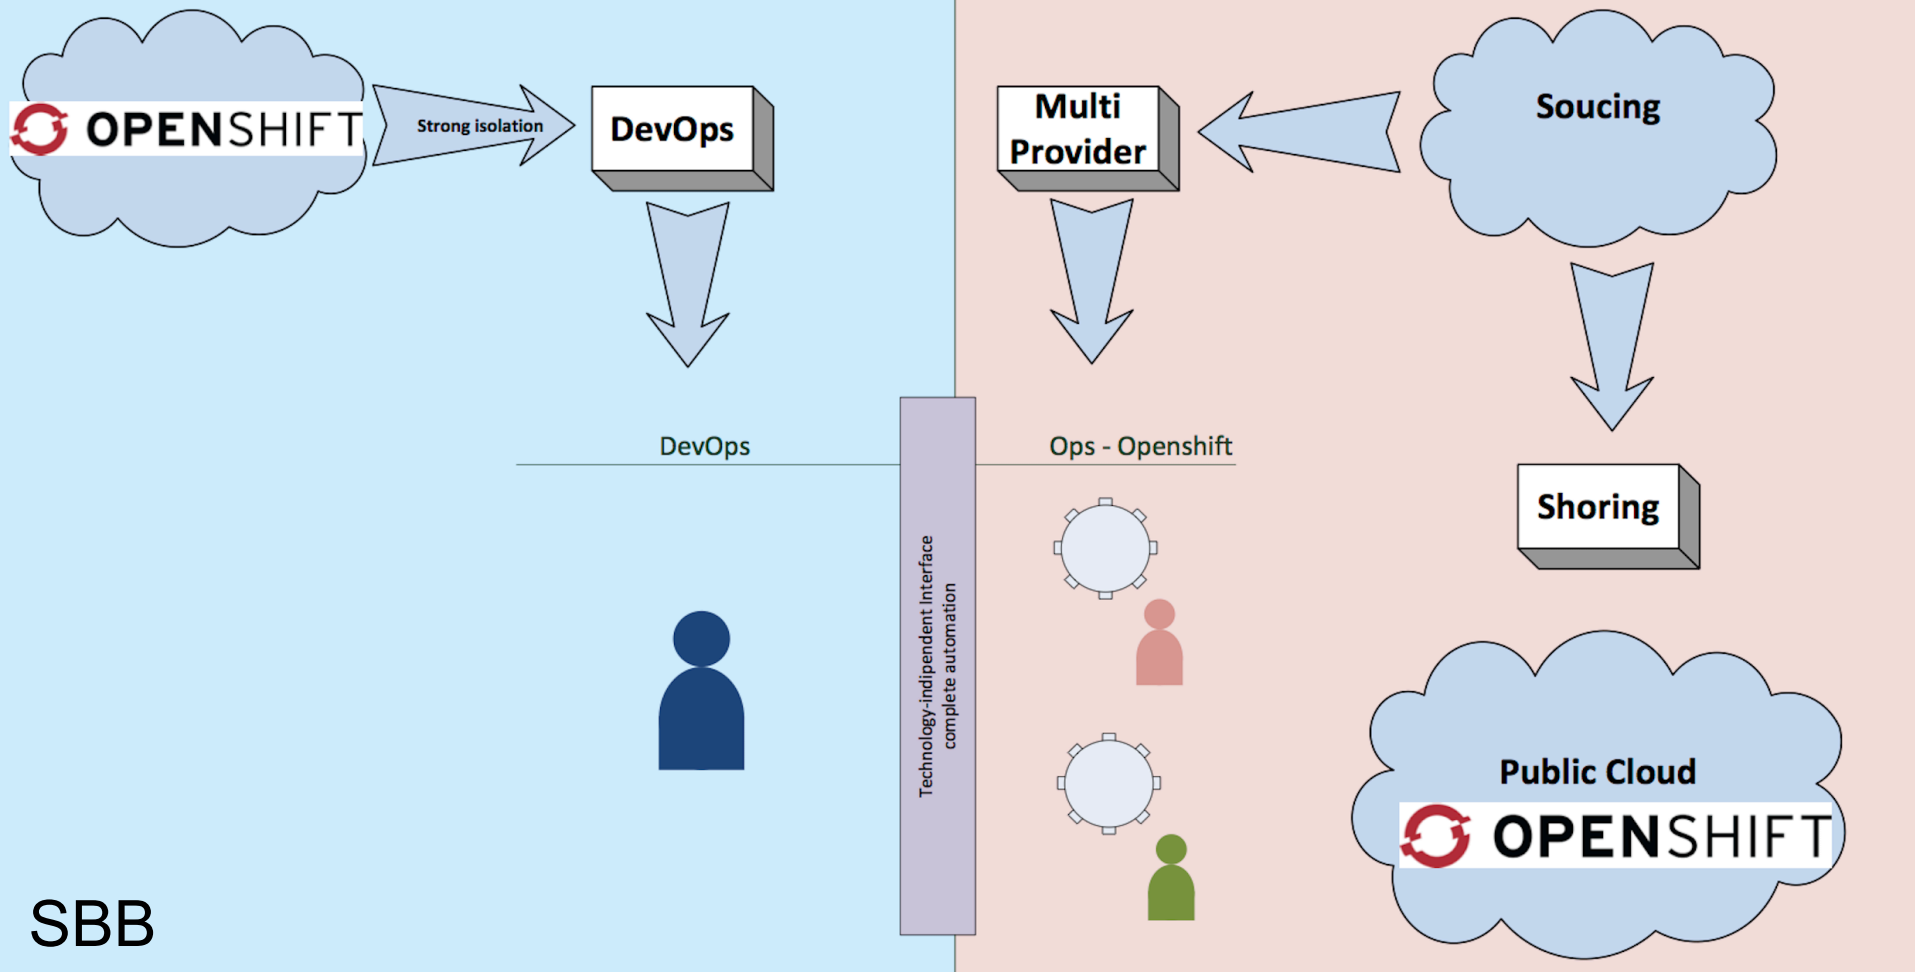 OPENSHIFT
Strong isolation
DevOps
Multi
Provider
Soucing
DevOps
Ops - Openshift
Technology-indipendent Interface
complete automation
Shoring
Public Cloud
OPENSHIFT
SBB